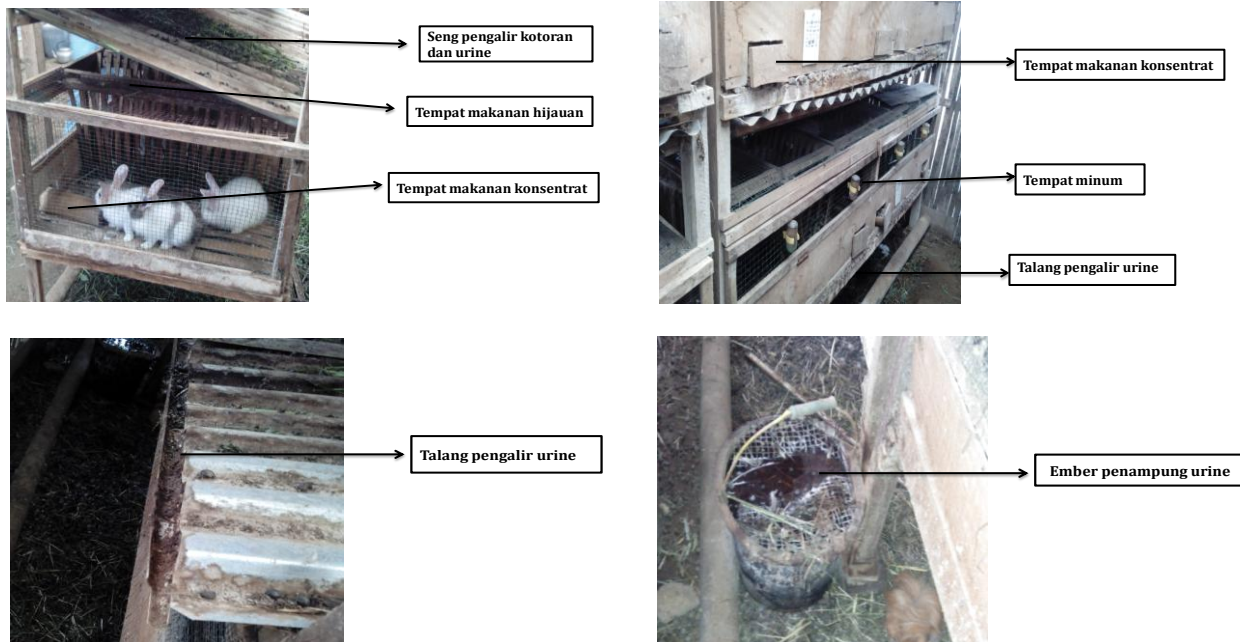 Seng pengalir kotoran
dan urine
Tempat makanan hijauan
Tempat makanan konsentrat
Tempat makanan konsentrat
Tempat minum
Talang pengalir urine
Talang pengalir urine
Ember penampung urine